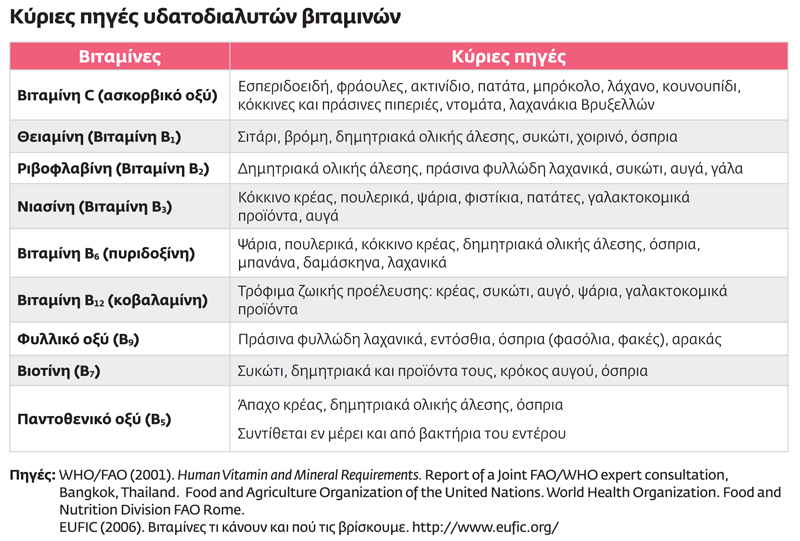 Κύριες πηγές υδατοδιαλυτών βιταμινών
Βιταμίνες Κύριες πηγές
Βιταμίνη C (ασκορβικό οξύ)
Εσπεριδοειδή, φράουλες, ακτινίδιο, πατάτα, μπρόκολο, λάχανο, κουνουπίδι,
κόκκινες και πράσινες πιπεριές, ντομάτα, λαχανάκια Βρυξελλών
Θειαμίνη (Βιταμίνη B₁) Σιτάρι, βρόμη, δημητριακά ολικής άλεσης, συκώτι, χοιρινό, όσπρια
Ριβοφλαβίνη (Βιταμίνη B₂) Δημητριακά ολικής άλεσης, πράσινα φυλλώδη λαχανικά, συκώτι, αυγά, γάλα
Νιασίνη (Βιταμίνη B₃)
Κόκκινο κρέας, πουλερικά, ψάρια, φιστίκια, πατάτες, γαλακτοκομικά
προϊόντα, αυγά
Βιταμίνη B₆ (πυριδοξίνη)
Ψάρια, πουλερικά, κόκκινο κρέας, δημητριακά ολικής άλεσης, όσπρια,
μπανάνα, δαμάσκηνα, λαχανικά
Βιταμίνη B₁₂ (κοβαλαμίνη)
Τρόφιμα ζωικής προέλευσης: κρέας, συκώτι, αυγό, ψάρια, γαλακτοκομικά
προϊόντα
Φυλλικό οξύ (B₉) Πράσινα φυλλώδη λαχανικά, εντόσθια, όσπρια (φασόλια, φακές), αρακάς
Βιοτίνη (B₇) Συκώτι, δημητριακά και προϊόντα τους, κρόκος αυγού, όσπρια
Παντοθενικό οξύ (B₅)
Άπαχο κρέας, δημητριακά ολικής άλεσης, όσπρια
Συντίθεται εν μέρει και από βακτήρια του εντέρου
Πηγές: WHO/FAO (2001). Human Vitamin and Mineral Requirements. Report of a Joint FAO/WHO expert consultation,
Bangkok, Thailand. Food and Agriculture Organization of the United Nations. World Health Organization. Food and
Nutrition Division FAO Rome.
EUFIC (2006). Βιταμίνες τι κάνουν και πού τις βρίσκουμε. http://www.eufic.org/